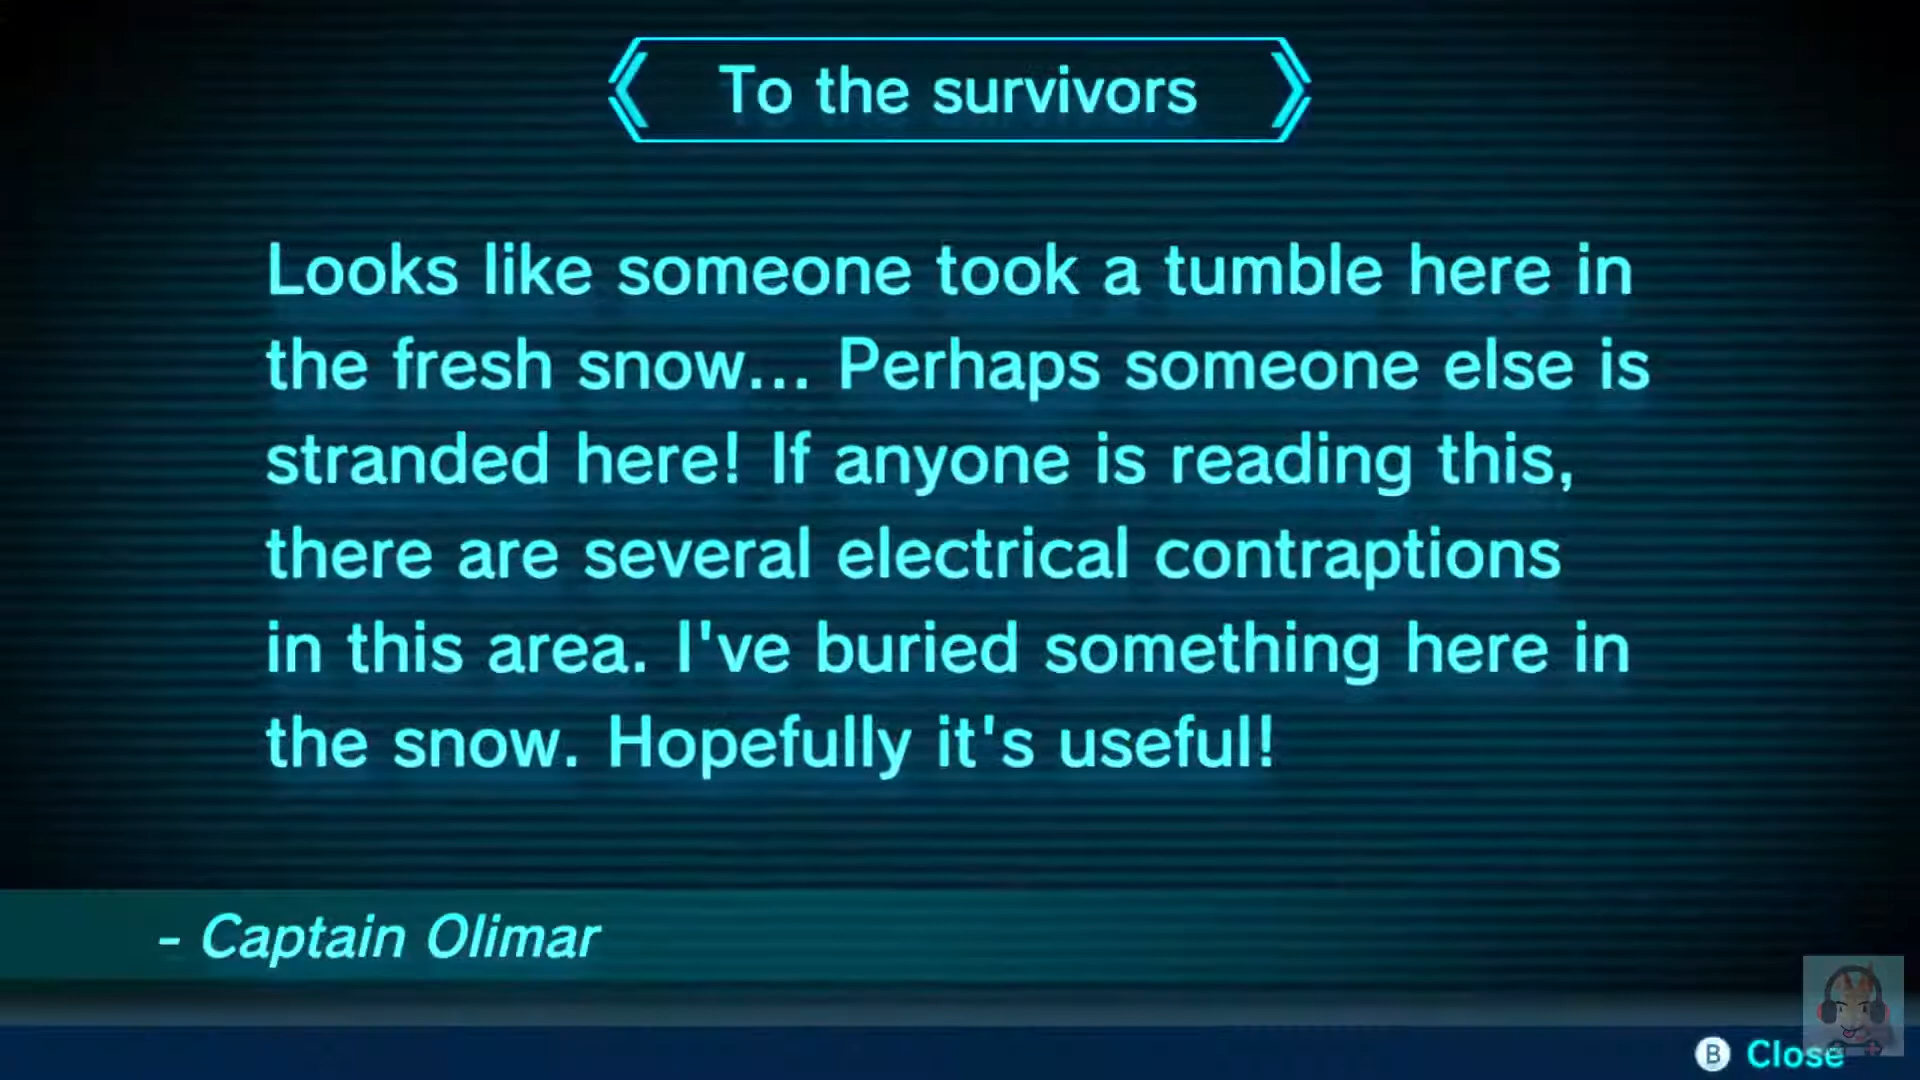 To the survivors
Looks like someone took a tumble here in
the fresh snow... Perhaps someone else is
stranded here! If anyone is reading this,
there are several electrical contraptions
in this area. I've buried something here in
the snow. Hopefully it's useful!
- Captain Olimar
B Close